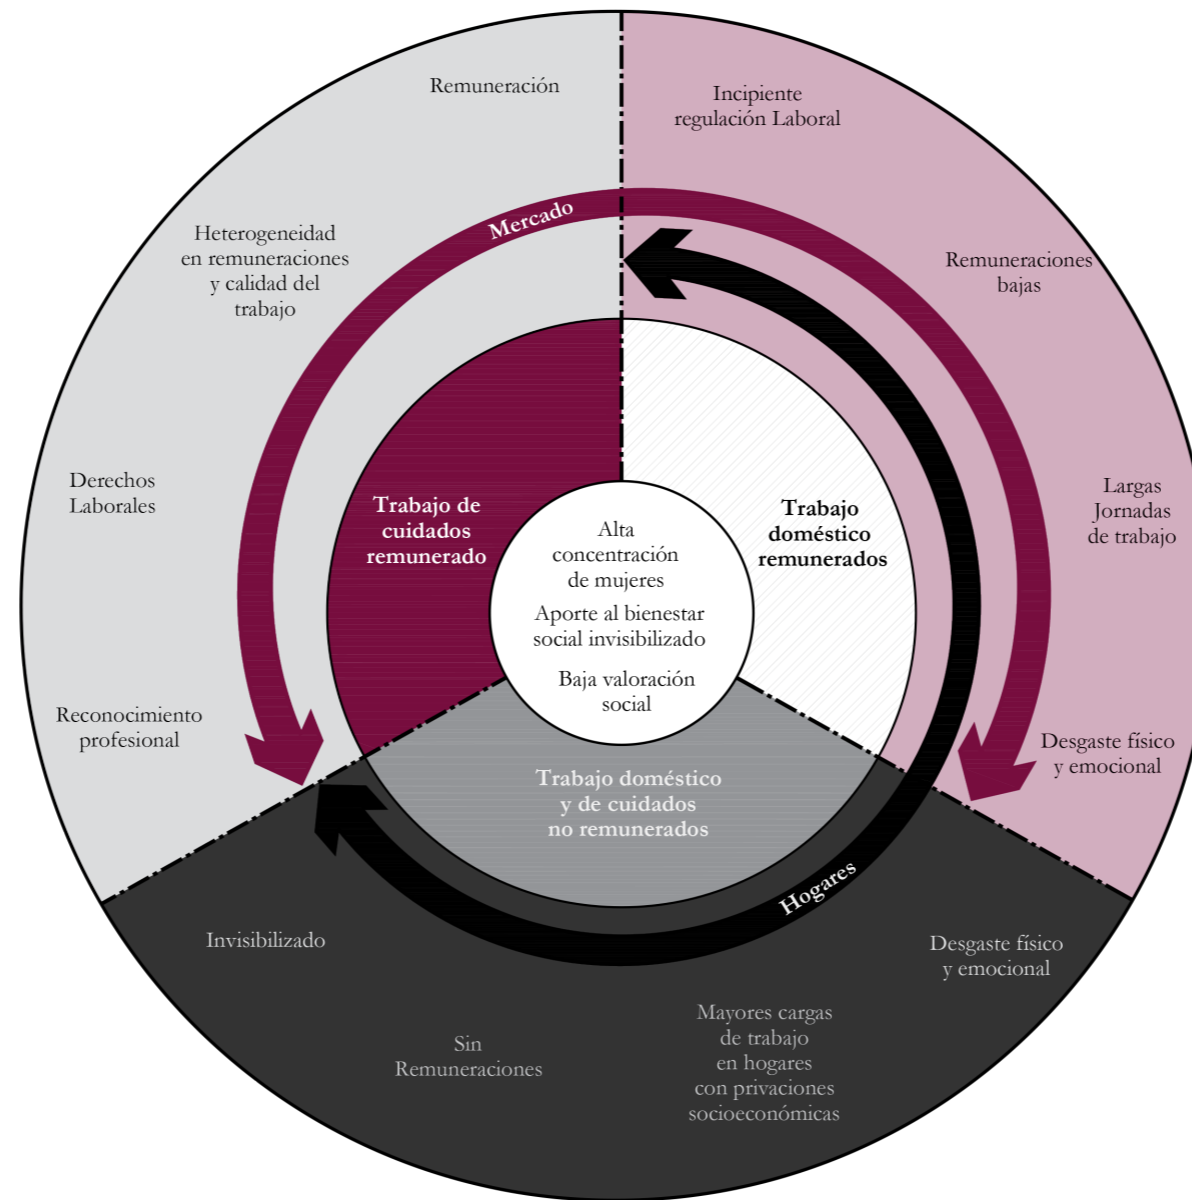 Remuneración
Incipiente
regulación Laboral
Mercado
Heterogeneidad
en remuneraciones
y calidad del
trabajo
Remuneraciones
bajas
Derechos
Laborales
Trabajo de
cuidados
remunerado
Alta
concentración
de mujeres
Aporte al bienestar
social invisibilizado
Baja valoración
social
Trabajo
doméstico
remunerados
Largas
Jornadas
de trabajo
Reconocimiento
profesional
Desgaste físico
y emocional
Trabajo doméstico
y de cuidados
no remunerados
Hogares
Invisibilizado
Desgaste físico
y emocional
Sin
Remuneraciones
Mayores cargas
de trabajo
en hogares
con privaciones
socioeconómicas